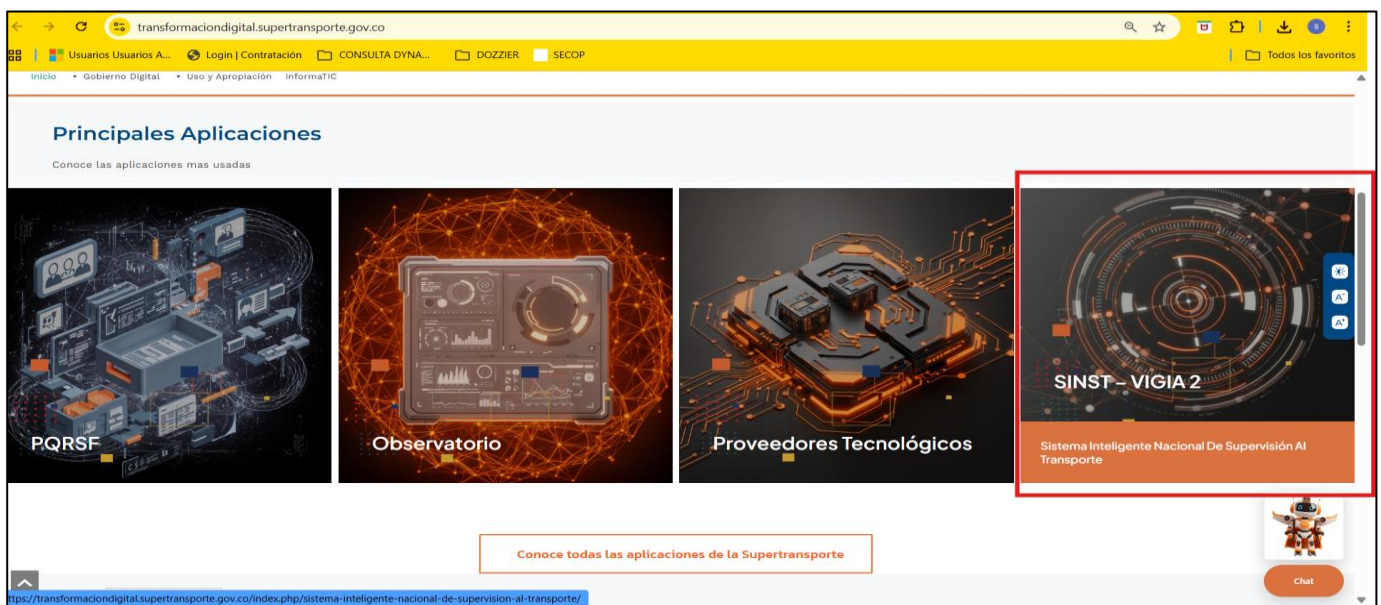 transformaciondigital.supertransporte.gov.co
Usuarios Usuarios A... Login | Contratación CONSULTA DYNA... DOZZIER SECOP Todos los favoritos
Inicio • Gobierno Digital • Uso y Apropiación InformaTIC
Principales Aplicaciones
Conoce las aplicaciones mas usadas
PQRSF
Observatorio
Proveedores Tecnológicos
SINST – VIGIA 2
Sistema Inteligente Nacional De Supervisión Al
Transporte
A-
A+
Conoce todas las aplicaciones de la Supertransporte
Chat
ttps://transformaciondigital.supertransporte.gov.co/index.php/sistema-inteligente-nacional-de-supervision-al-transporte/